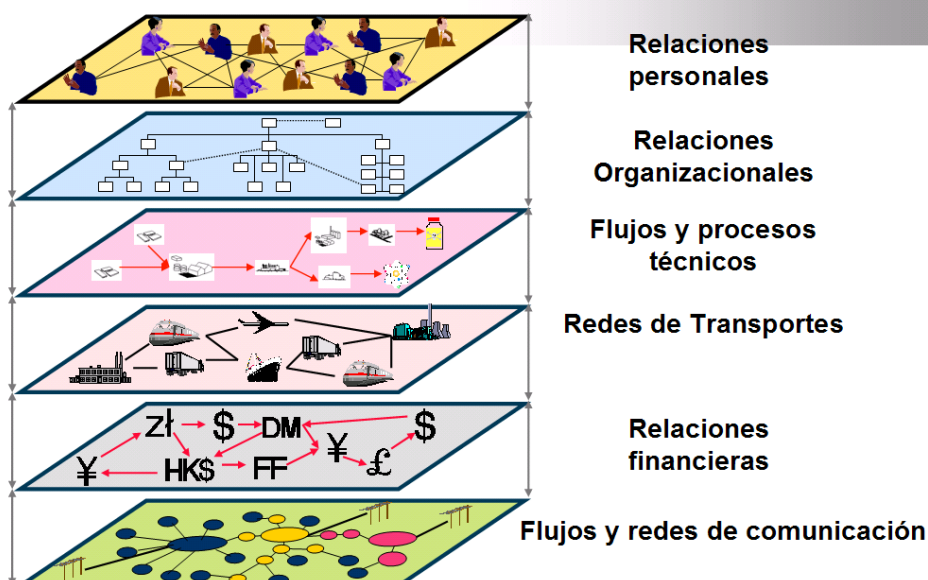 Relaciones
personales
Relaciones
Organizacionales
Flujos y procesos
técnicos
Redes de Transportes
zł $ DM $
¥ HK$ FF ¥ £
Relaciones
financieras
Flujos y redes de comunicación